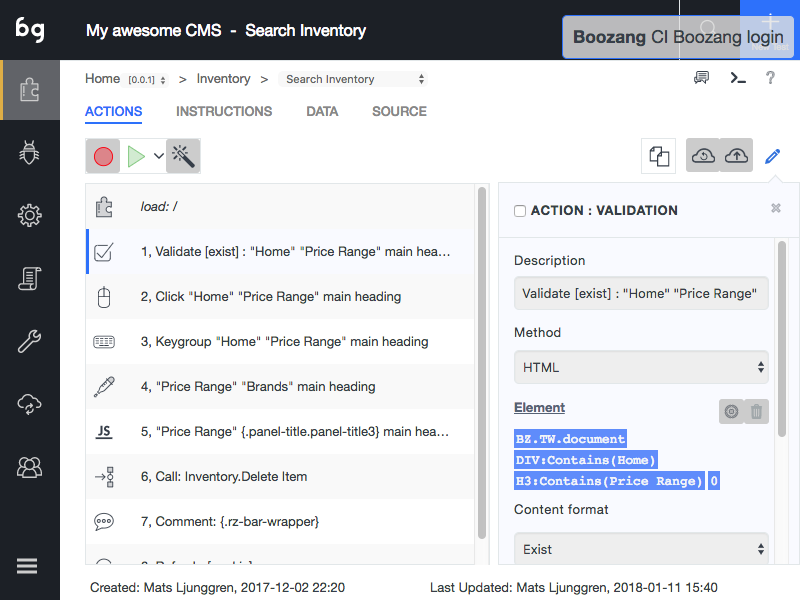 bg
My awesome CMS - Search Inventory
Boozang CI Boozang login
Home [0.0.1] > Inventory > Search Inventory
?
ACTIONS INSTRUCTIONS DATA SOURCE
load: /
1, Validate [exist] : "Home" "Price Range" main hea…
2, Click "Home" "Price Range" main heading
3, Keygroup "Home" "Price Range" main heading
4, "Price Range" "Brands" main heading
JS 5, "Price Range" {.panel-title.panel-title3} main hea…
6, Call: Inventory.Delete Item
7, Comment: {.rz-bar-wrapper}
ACTION : VALIDATION
Description
Validate [exist] : "Home" "Price Range"
Method
HTML
Element
BZ.TW.document
DIV:Contains(Home)
H3:Contains(Price Range) 0
Content format
Exist
Created: Mats Ljunggren, 2017-12-02 22:20
Last Updated: Mats Ljunggren, 2018-01-11 15:40